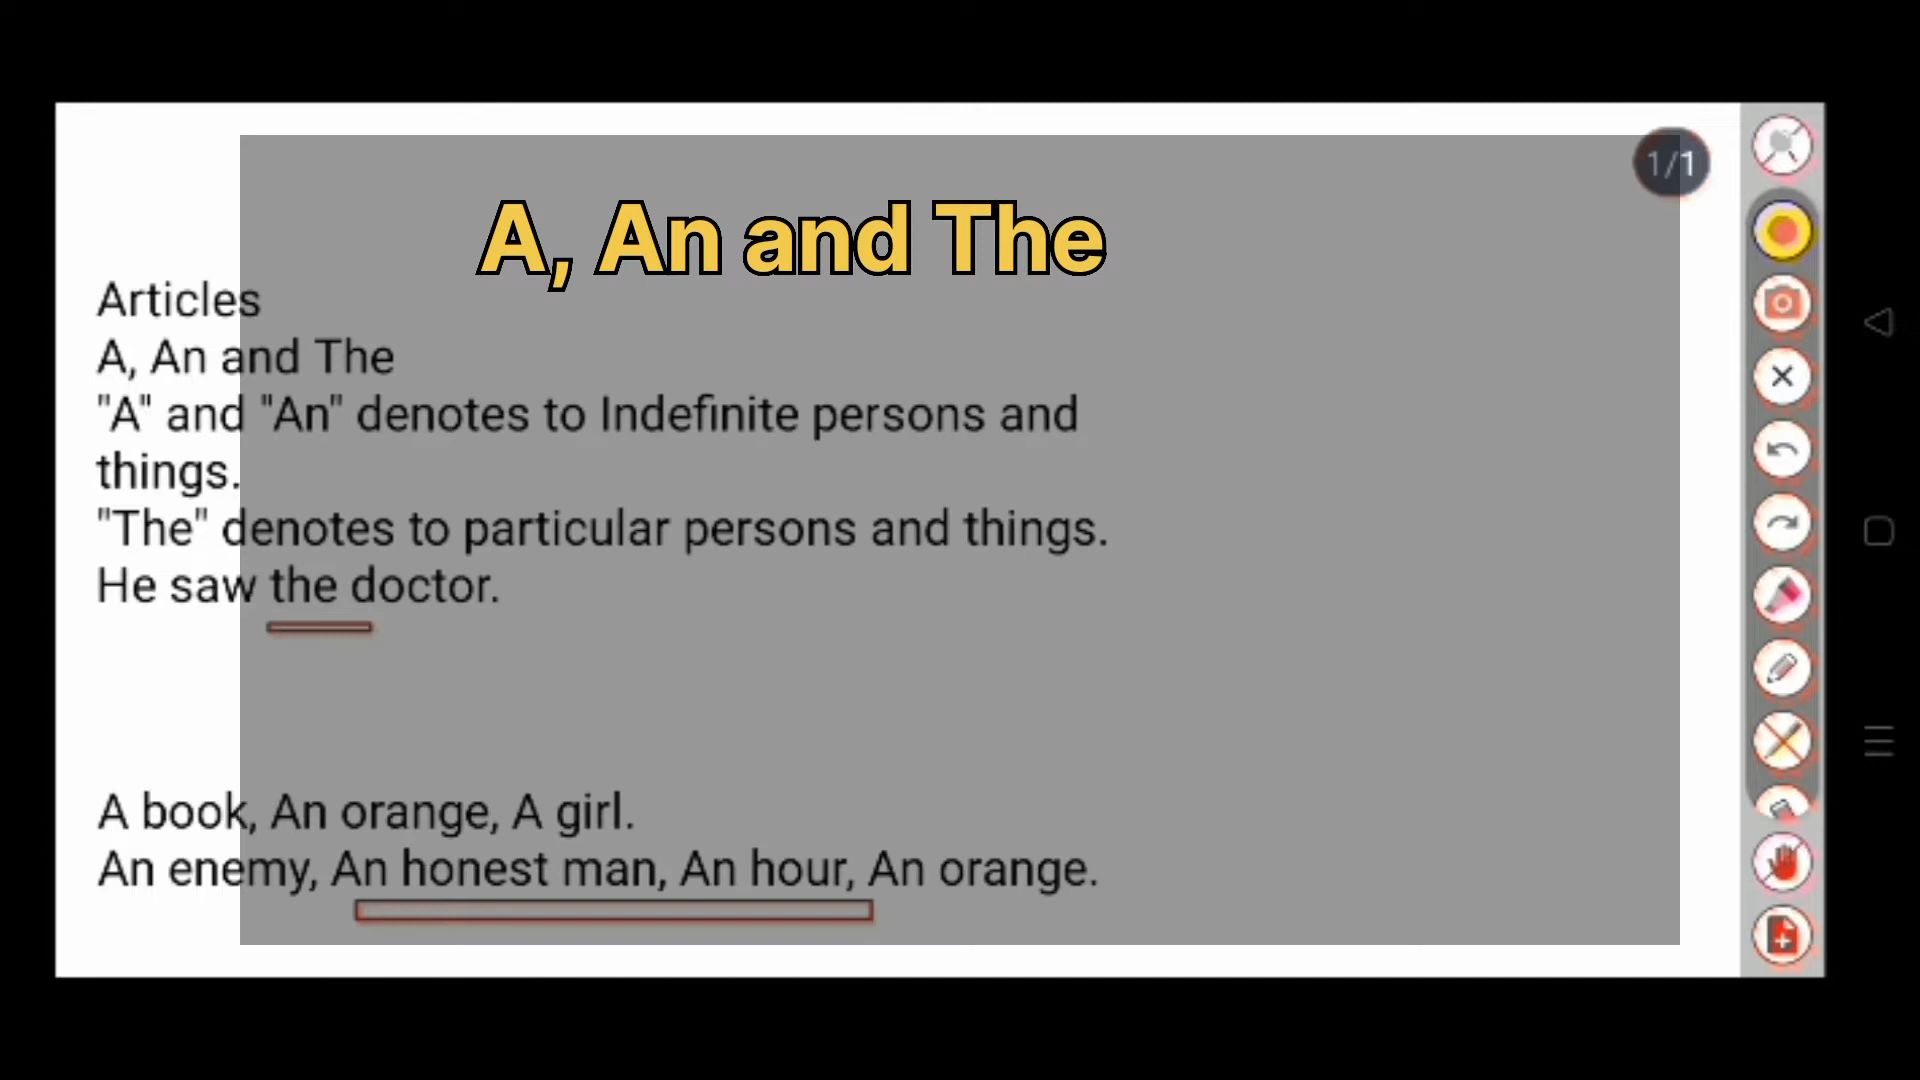 A, An and The
1/1
Articles
A, An and The
"A" and "An" denotes to Indefinite persons and
things.
"The" denotes to particular persons and things.
He saw the doctor.
A book, An orange, A girl.
An enemy, An honest man, An hour, An orange.